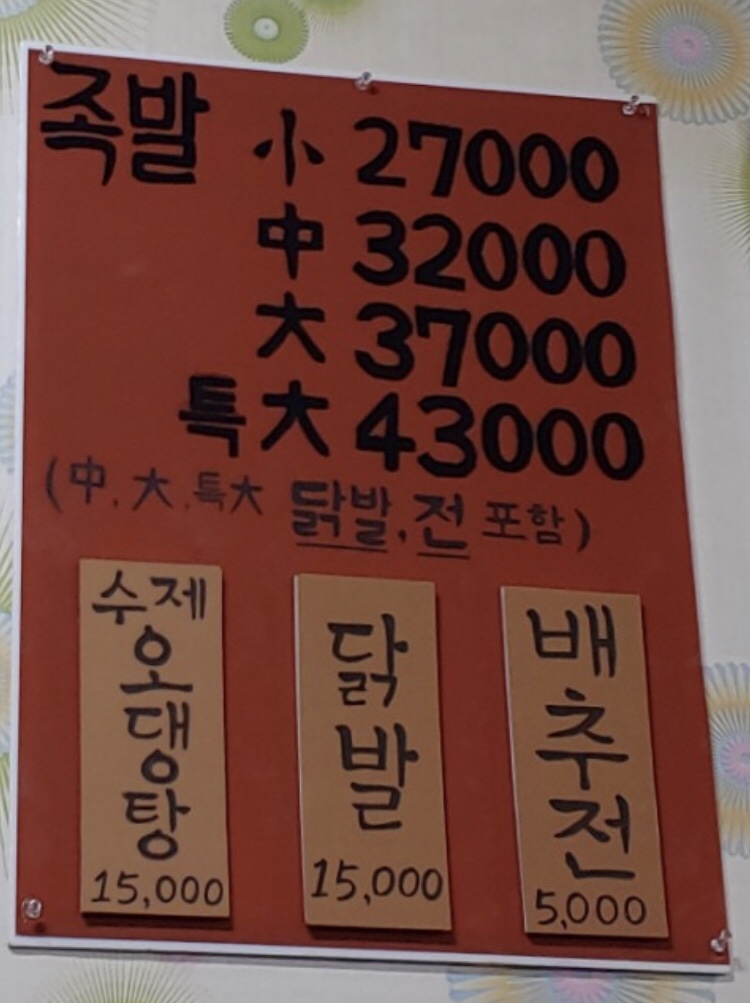 족발 小 27000
中 32000
大 37000
특大 43000
(中, 大, 특大 닭발, 전 포함)
수제
오댕탕
15,000
닭발
15,000
배추전
5,000